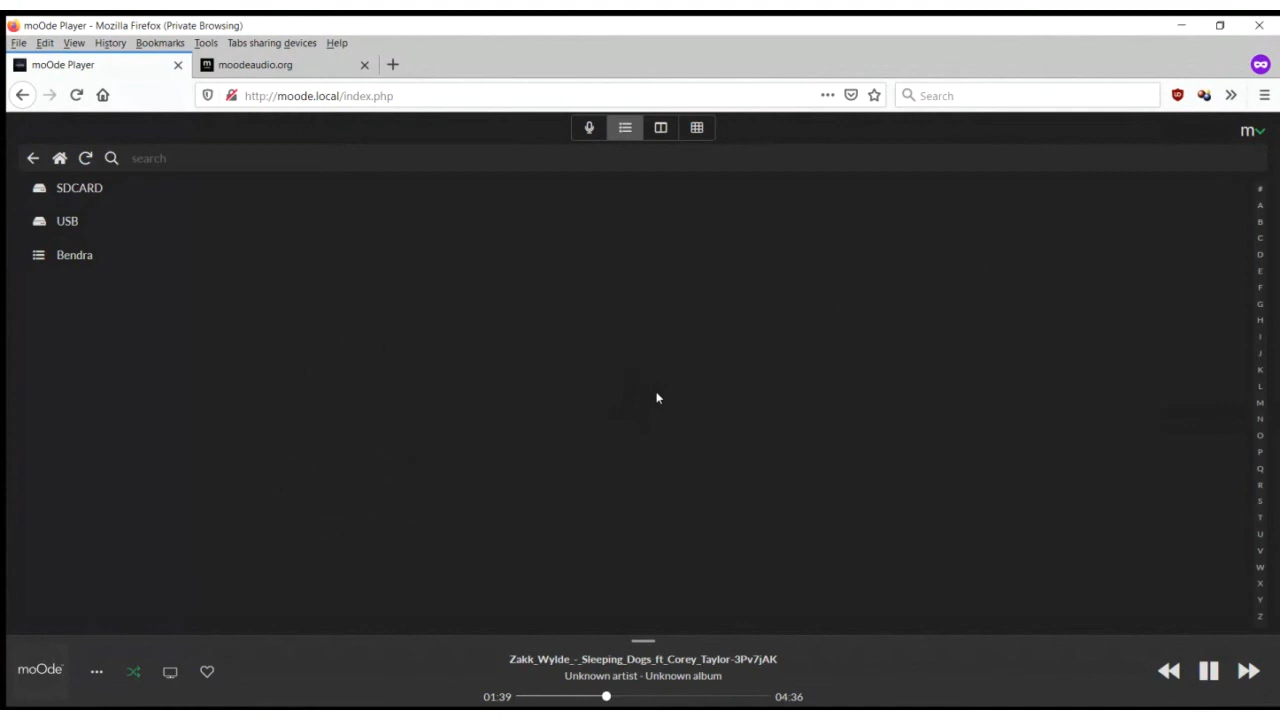 moOde Player - Mozilla Firefox (Private Browsing)
File Edit View History Bookmarks Tools Tabs sharing devices Help
moOde Player
moodeaudio.org
http://moode.local/index.php
Search
m
search
SDCARD
USB
Bendra
#
A
B
C
D
E
F
G
H
I
J
K
L
M
N
O
P
Q
R
S
T
U
V
W
X
Y
Z
moOde
Zakk_Wylde_-_Sleeping_Dogs_ft_Corey_Taylor-3Pv7jAK
Unknown artist - Unknown album
01:39
04:36